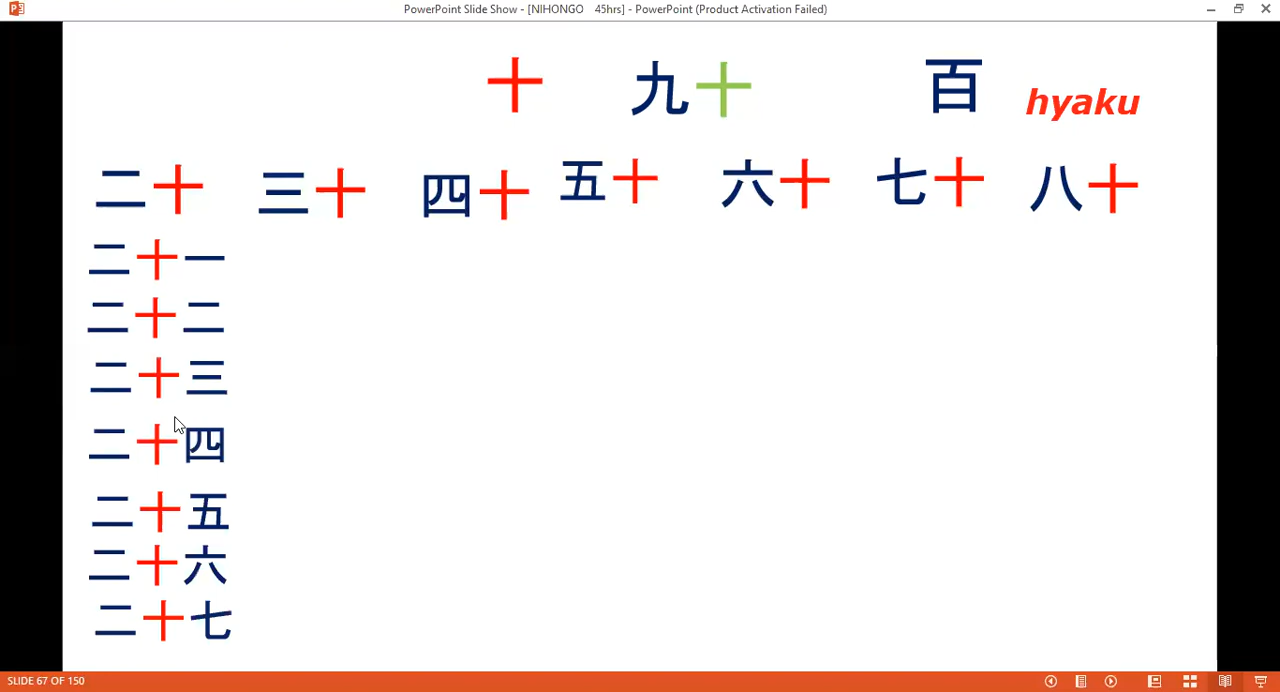 PowerPoint Slide Show - [NIHONGO 45hrs] - PowerPoint (Product Activation Failed)
十 九十 百 hyaku
二十 三十 四十 五十 六十 七十 八十
二十一
二十二
二十三
二十四
二十五
二十六
二十七
SLIDE 67 OF 150